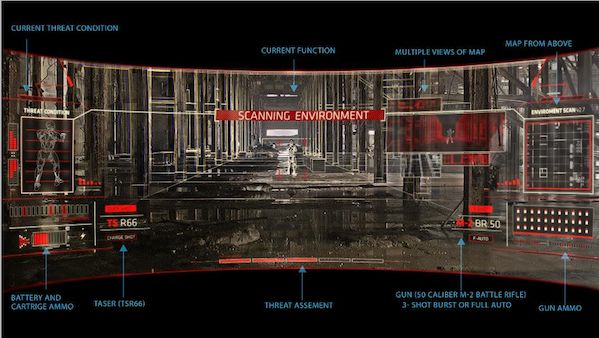 CURRENT THREAT CONDITION
CURRENT FUNCTION
MULTIPLE VIEWS OF MAP
MAP FROM ABOVE
THREAT CONDITION
SCANNING ENVIRONMENT
ENVIROMENT SCAN
TS R66
CHARGE SHOT
M-2 BR 50
F-AUTO
BATTERY AND
CARTRIGE AMMO
TASER (TSR66)
THREAT ASSEMENT
GUN (50 CALIBER M-2 BATTLE RIFLE)
3- SHOT BURST OR FULL AUTO
GUN AMMO